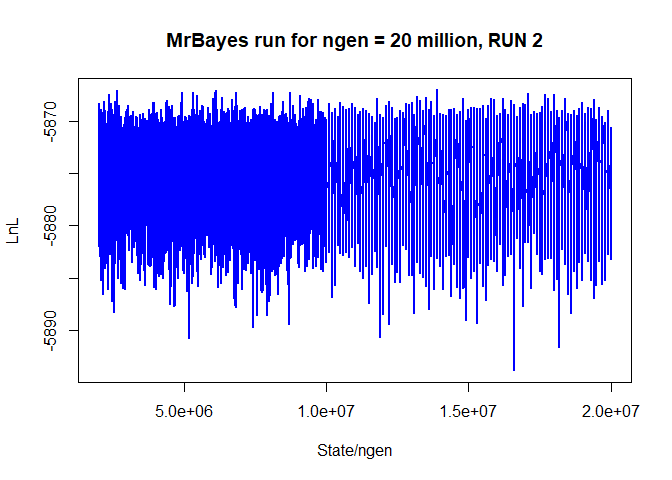 MrBayes run for ngen = 20 million, RUN 2
LnL
-5870
-5880
-5890
5.0e+06 1.0e+07 1.5e+07 2.0e+07
State/ngen